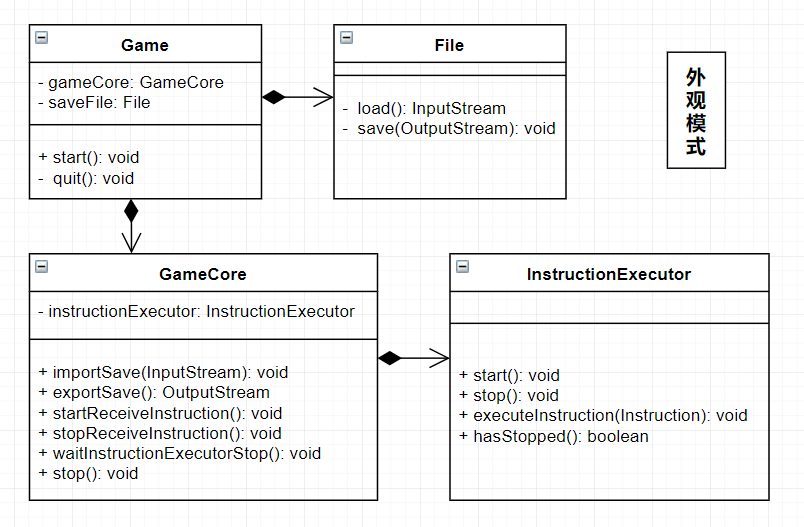 Game
- gameCore: GameCore
- saveFile: File
+ start(): void
- quit(): void
File
- load(): InputStream
- save(OutputStream): void
外观模式
GameCore
- instructionExecutor: InstructionExecutor
+ importSave(InputStream): void
+ exportSave(): OutputStream
+ startReceiveInstruction(): void
+ stopReceiveInstruction(): void
+ waitInstructionExecutorStop(): void
+ stop(): void
InstructionExecutor
+ start(): void
+ stop(): void
+ executeInstruction(Instruction): void
+ hasStopped(): boolean